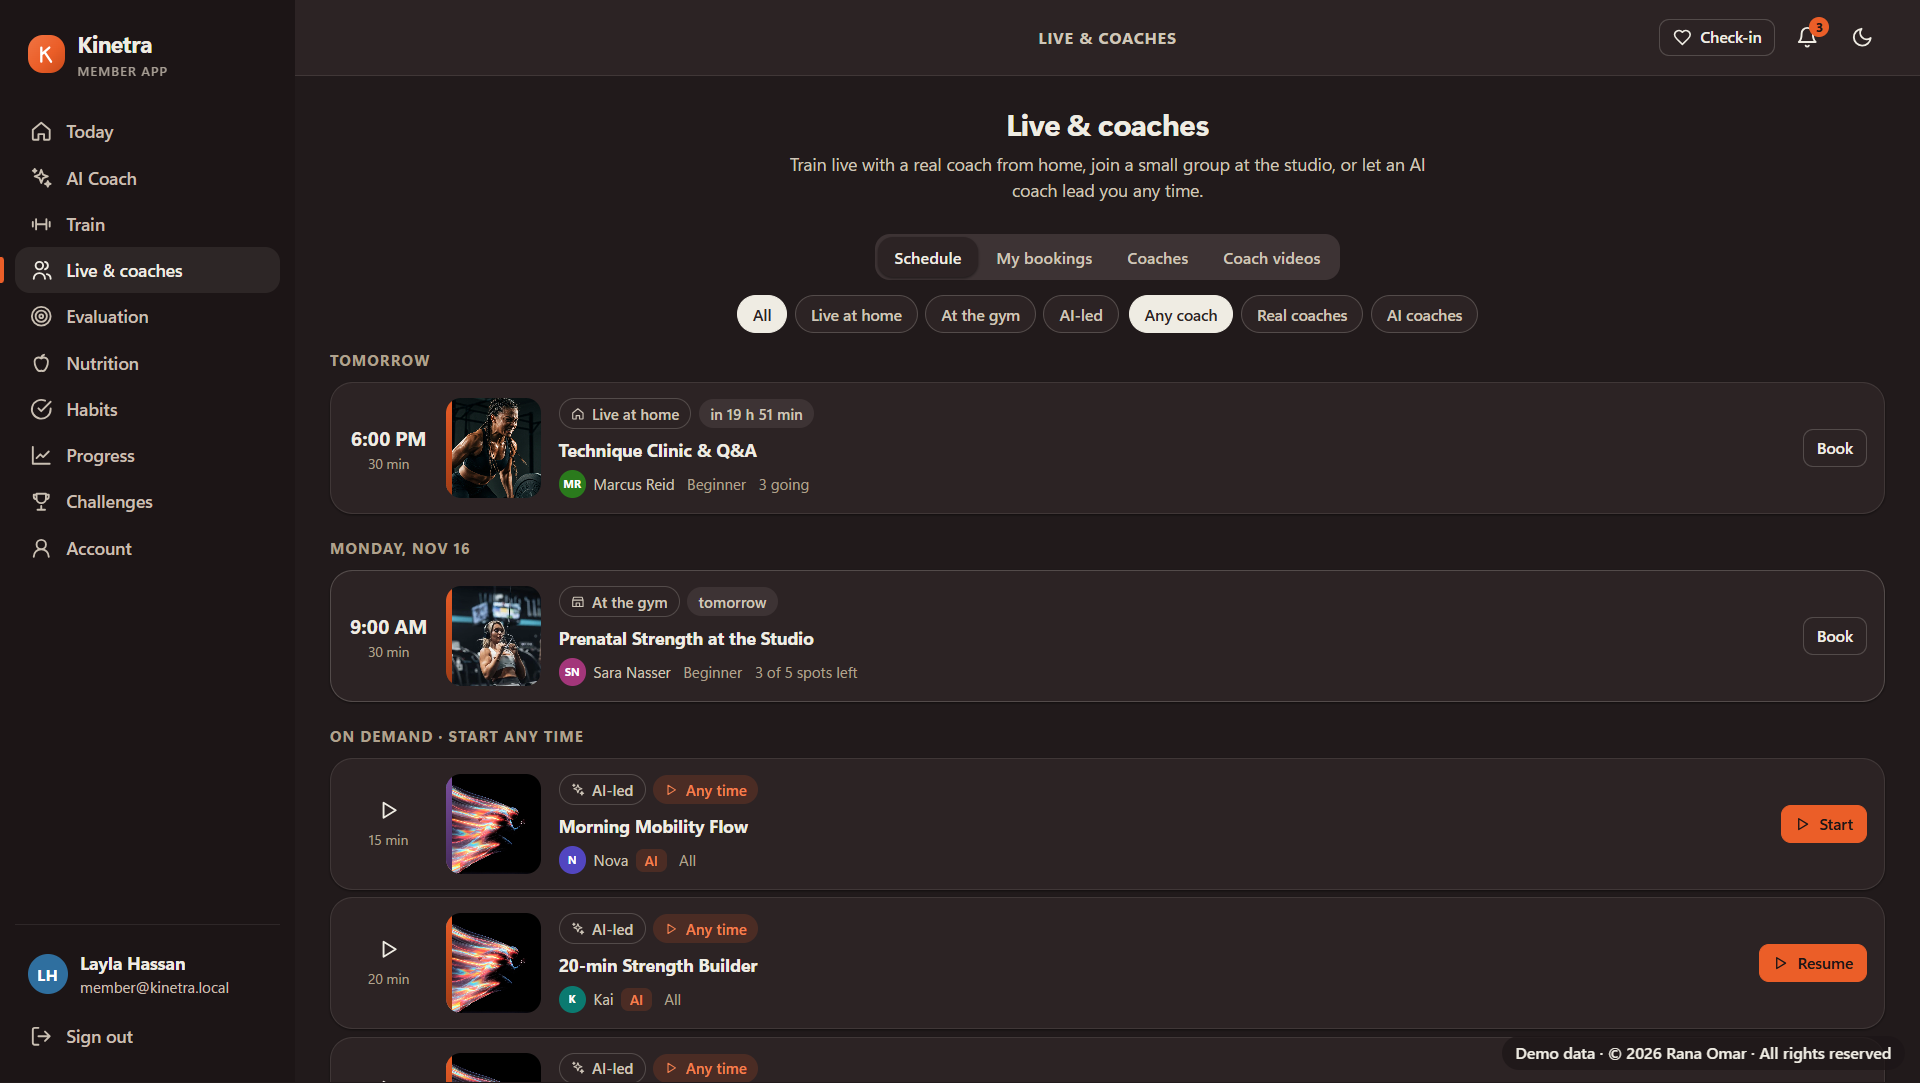 K
Kinetra
MEMBER APP
Today
AI Coach
Train
Live & coaches
Evaluation
Nutrition
Habits
Progress
Challenges
Account
LH
Layla Hassan
member@kinetra.local
Sign out
LIVE & COACHES
Check-in
3
Live & coaches
Train live with a real coach from home, join a small group at the studio, or let an AI
coach lead you any time.
Schedule
My bookings
Coaches
Coach videos
All
Live at home
At the gym
AI-led
Any coach
Real coaches
AI coaches
TOMORROW
6:00 PM
30 min
Live at home
in 19 h 51 min
Technique Clinic & Q&A
MR
Marcus Reid
Beginner
3 going
Book
MONDAY, NOV 16
9:00 AM
30 min
At the gym
tomorrow
Prenatal Strength at the Studio
SN
Sara Nasser
Beginner
3 of 5 spots left
Book
ON DEMAND · START ANY TIME
15 min
AI-led
Any time
Morning Mobility Flow
N
Nova
AI
All
Start
20 min
AI-led
Any time
20-min Strength Builder
K
Kai
AI
All
Resume
AI-led
Any time
Demo data · © 2026 Rana Omar · All rights reserved